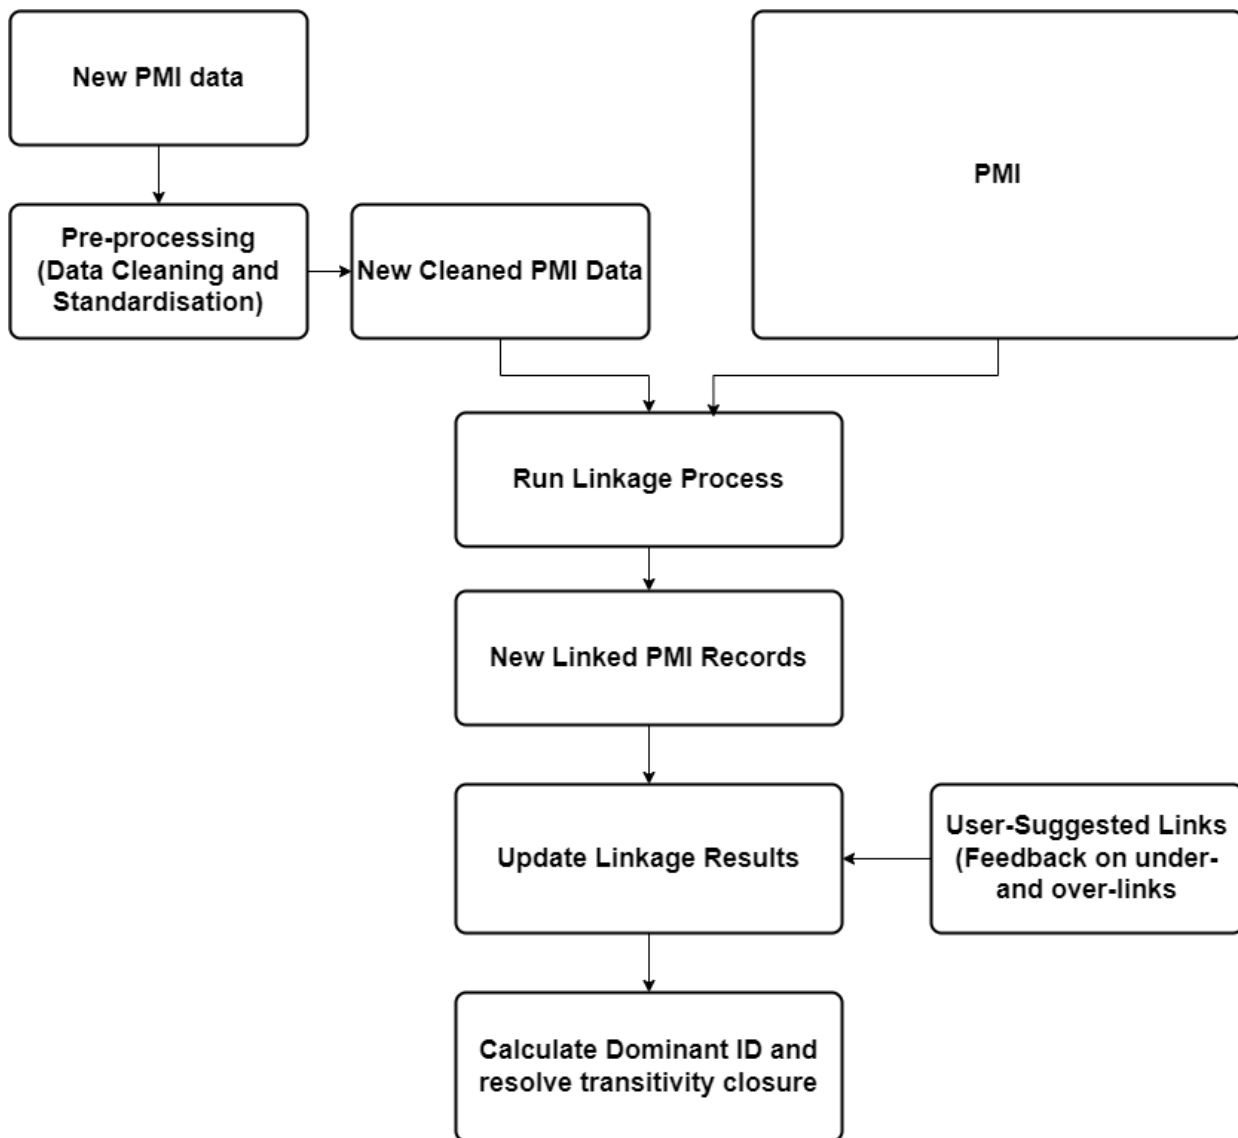 New PMI data
PMI
Pre-processing
(Data Cleaning and
Standardisation)
New Cleaned PMI Data
Run Linkage Process
New Linked PMI Records
Update Linkage Results
User-Suggested Links
(Feedback on under-
and over-links
Calculate Dominant ID and
resolve transitivity closure